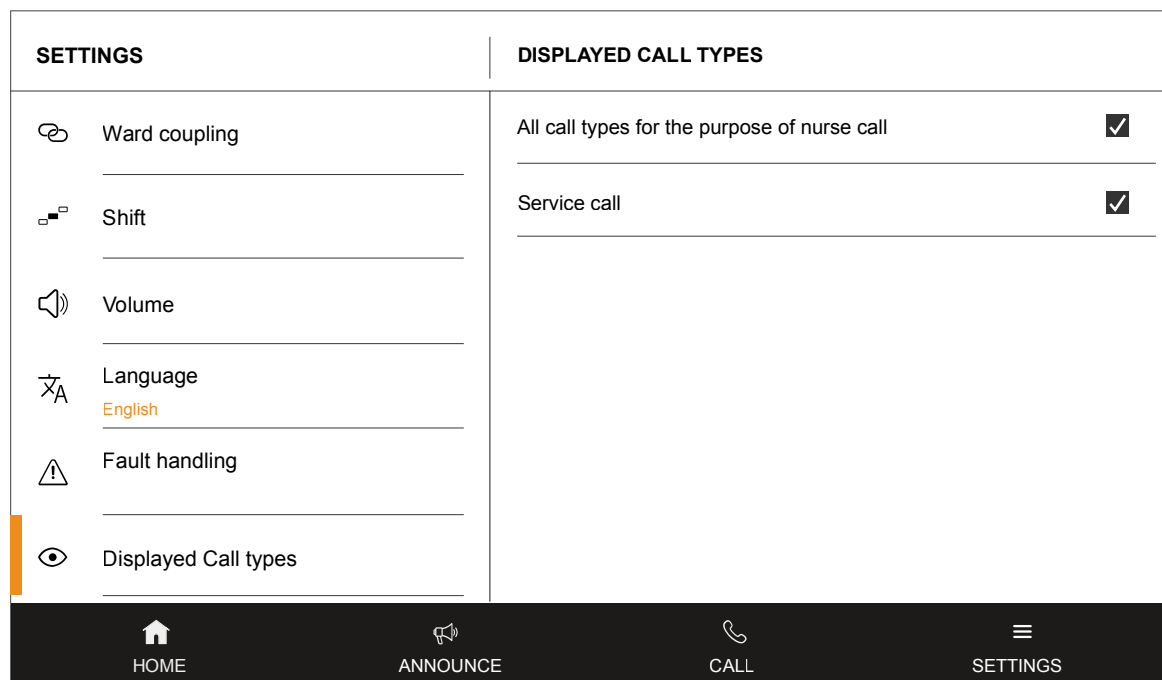 SETTINGS
DISPLAYED CALL TYPES
Ward coupling
Shift
Volume
Language
English
Fault handling
Displayed Call types
All call types for the purpose of nurse call
Service call
HOME
ANNOUNCE
CALL
SETTINGS